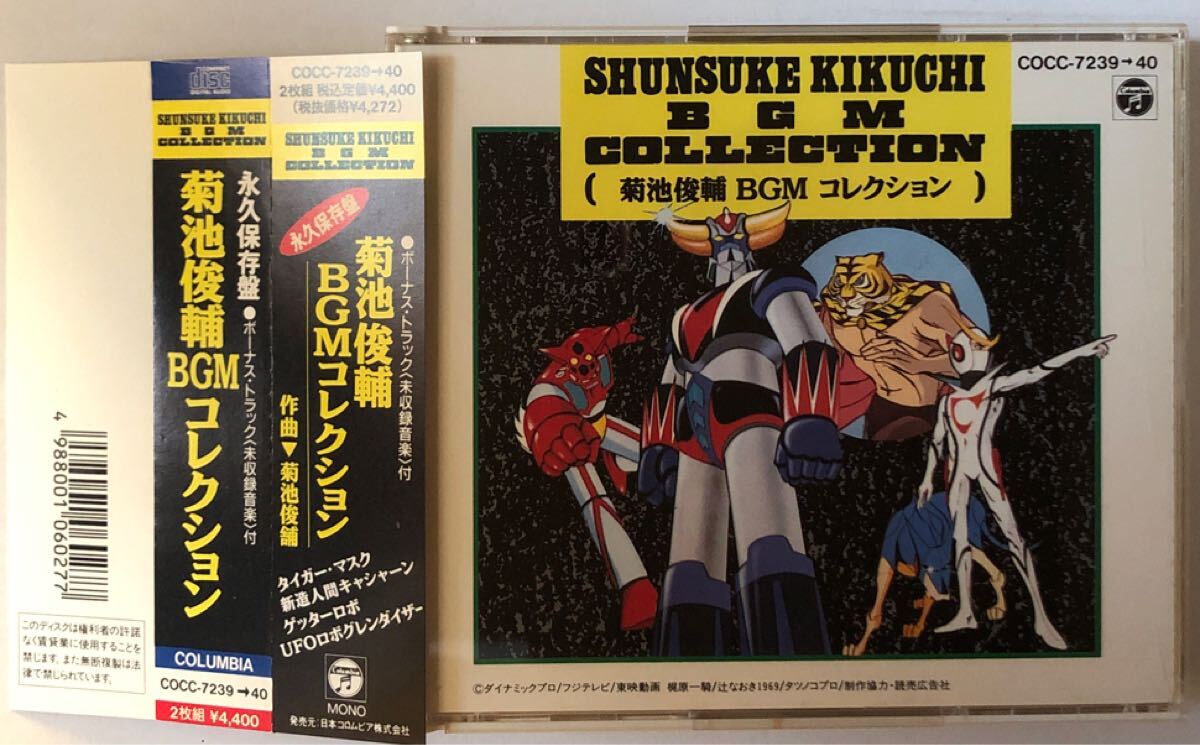 このディスクは権利者の許諾
なく賃貸業に使用することを
禁じます。また無断複製は法
律で禁じられています。
4 988001 060277
COMPACT
disc
DIGITAL AUDIO
SHUNSUKE KIKUCHI
BGM
COLLECTION
永久保存盤 ●ボーナス・トラック〈未収録音楽〉付
菊池俊輔 BGM コレクション
COLUMBIA
COCC-7239→40
2枚組 ¥4,400
COCC-7239→40
2枚組 税込定価¥4,400
(税抜価格¥4,272)
SHUNSUKE KIKUCHI
BGM
COLLECTION
永久保存盤
●ボーナス・トラック〈未収録音楽〉付
菊池俊輔
BGMコレクション
作曲▼菊池俊輔
タイガー・マスク
新造人間キャシャーン
ゲッターロボ
UFOロボグレンダイザー
Columbia
MONO
発売元:日本コロムビア株式会社
SHUNSUKE KIKUCHI
BGM
COLLECTION
(菊池俊輔 BGM コレクション)
COCC-7239→40
Columbia
©ダイナミックプロ/フジテレビ/東映動画 梶原一騎/辻なおき1969/タツノコプロ/制作協力・読売広告社